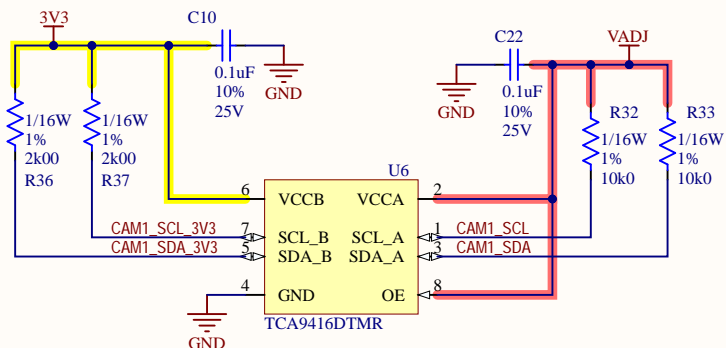 3V3
C10
0.1uF
10%
25V
GND
1/16W
1%
2k00
R36
1/16W
1%
2k00
R37
C22
0.1uF
10%
25V
GND
VADJ
R32
1/16W
1%
10k0
R33
1/16W
1%
10k0
U6
6 VCCB VCCA 2
CAM1_SCL_3V3 7 SCL_B SCL_A 1 CAM1_SCL
CAM1_SDA_3V3 5 SDA_B SDA_A 3 CAM1_SDA
4 GND OE 8
TCA9416DTMR
GND